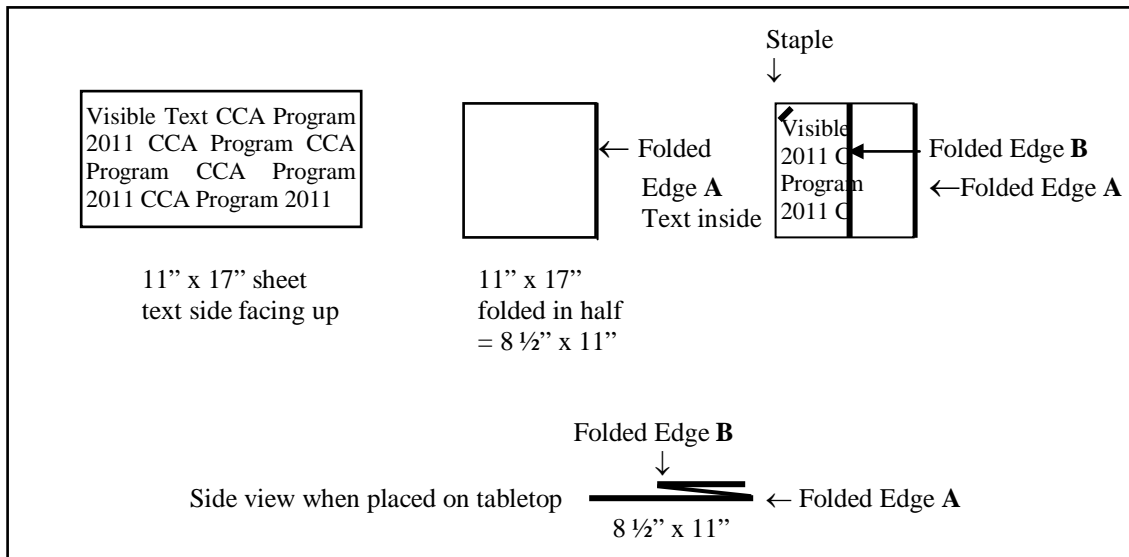 Staple
↓
Visible Text CCA Program
2011 CCA Program CCA
Program CCA Program
2011 CCA Program 2011
← Folded
Edge A
Text inside
Visible
2011 C
Program
2011 C
Folded Edge B
←Folded Edge A
11” x 17” sheet
text side facing up
11” x 17”
folded in half
= 8 ½” x 11”
Folded Edge B
↓
Side view when placed on tabletop
← Folded Edge A
8 ½” x 11”